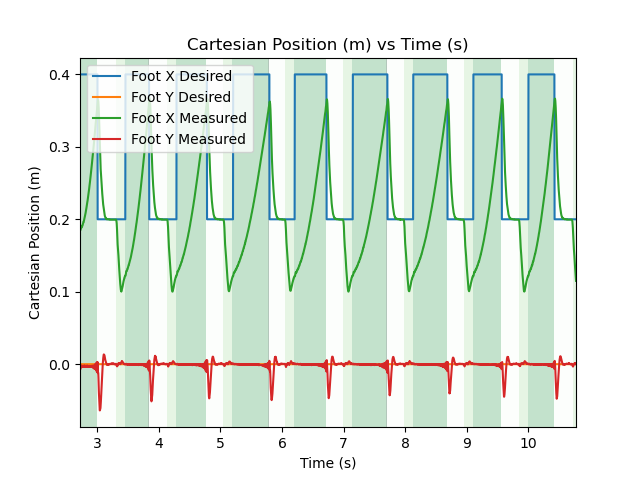 Cartesian Position (m) vs Time (s)
Foot X Desired
Foot Y Desired
Foot X Measured
Foot Y Measured
Cartesian Position (m)
0.4
0.3
0.2
0.1
0.0
3 4 5 6 7 8 9 10
Time (s)